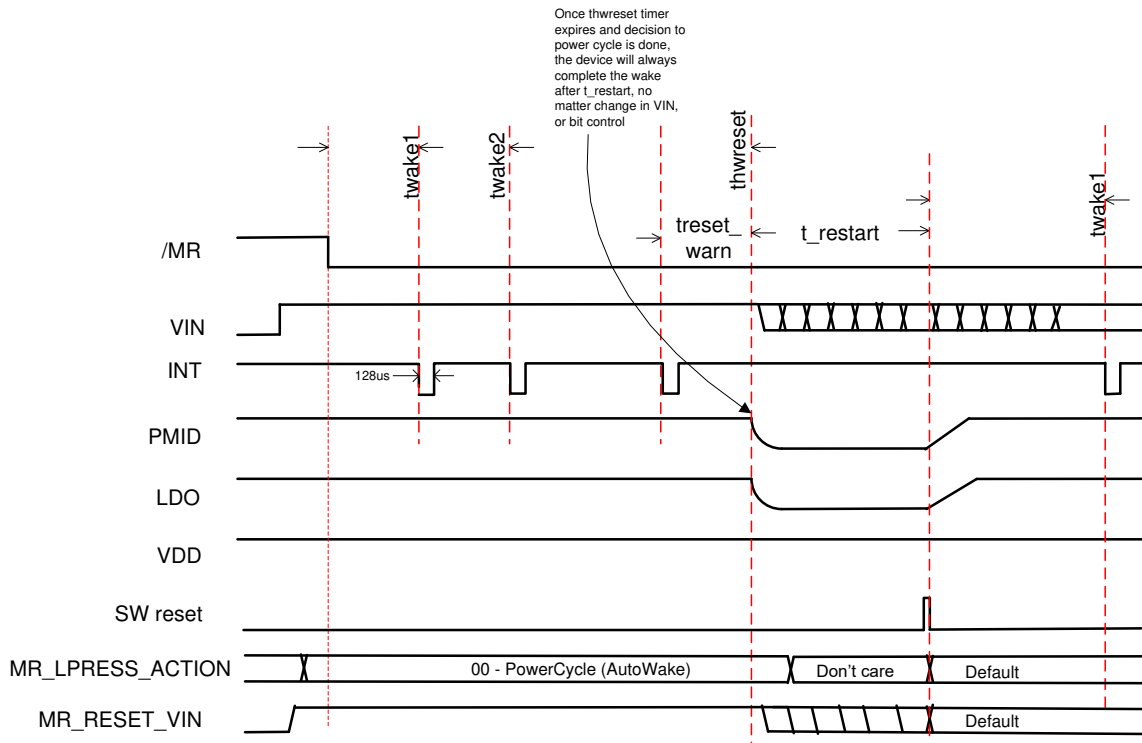 Once thwreset timer
expires and decision to
power cycle is done,
the device will always
complete the wake
after t_restart, no
matter change in VIN,
or bit control
twake1
twake2
thwreset
twake1
treset_
warn
t_restart
/MR
VIN
INT
128us
PMID
LDO
VDD
SW reset
MR_LPRESS_ACTION
00 - PowerCycle (AutoWake)
Don't care
Default
MR_RESET_VIN
Default